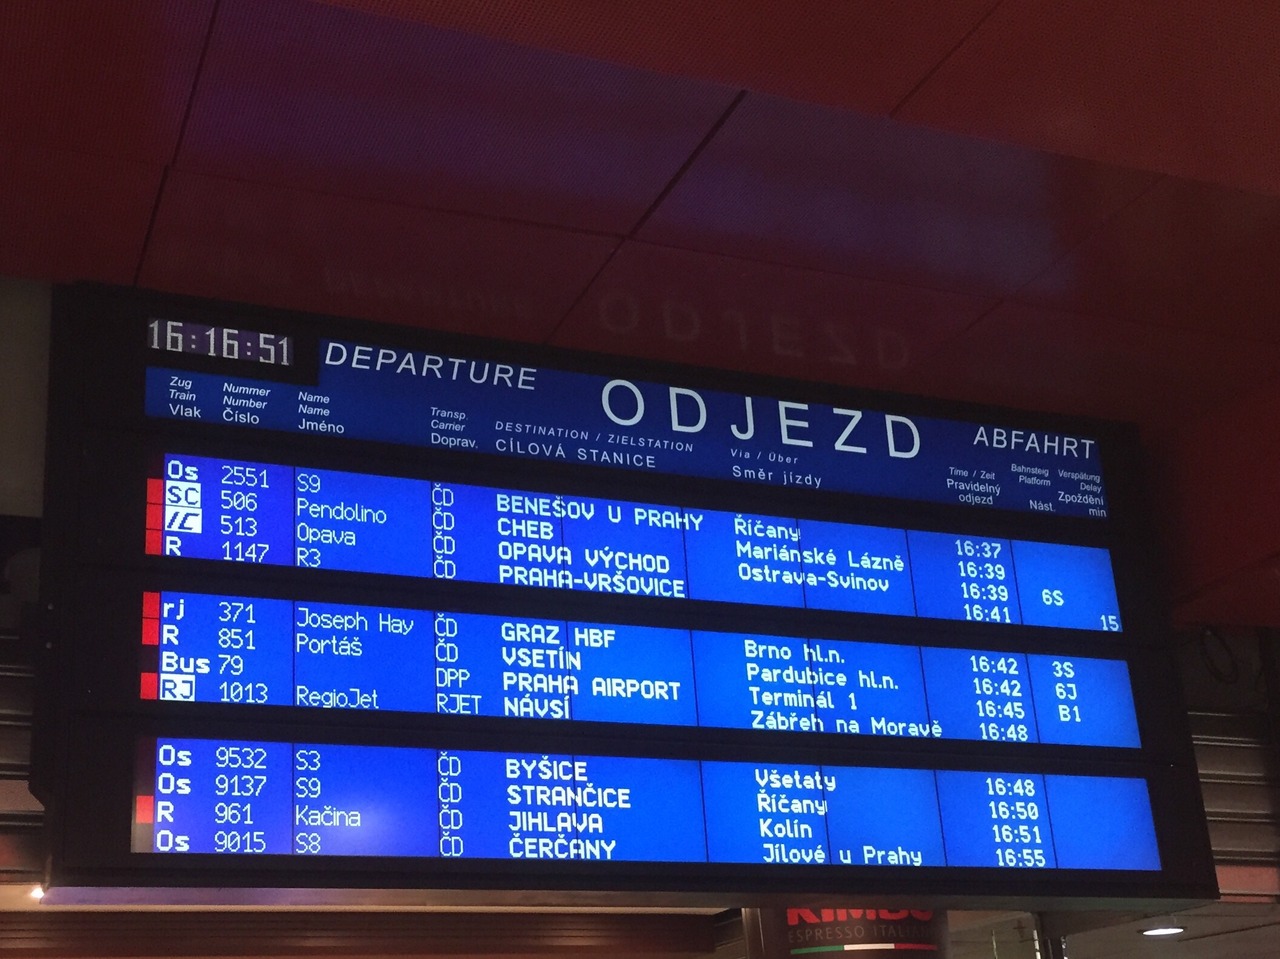 16:16:51 DEPARTURE ODJEZD ABFAHRT
Zug Nummer Name Transp. DESTINATION / ZIELSTATION Via / Über Time / Zeit Bahnsteig Verspätung
Train Number Name Carrier CÍLOVÁ STANICE Směr jízdy Pravidelný Platform Delay
Vlak Číslo Jméno Doprav. odjezd Nást. Zpoždění
min
Os 2551 S9 ČD BENEŠOV U PRAHY Říčany 16:37
SC 506 Pendolino ČD CHEB Mariánské Lázně 16:39
IC 513 Opava ČD OPAVA VÝCHOD Ostrava-Svinov 16:39 6S
R 1147 R3 ČD PRAHA-VRŠOVICE 16:41 15
rj 371 Joseph Hay ČD GRAZ HBF Brno hl.n. 16:42 3S
R 851 Portáš ČD VSETÍN Pardubice hl.n. 16:42 6J
Bus 79 DPP PRAHA AIRPORT Terminál 1 16:45 B1
RJ 1013 RegioJet RJET NÁVSÍ Zábřeh na Moravě 16:48
Os 9532 S3 ČD BYŠICE Všetaty 16:48
Os 9137 S9 ČD STRANČICE Říčany 16:50
R 961 Kačina ČD JIHLAVA Kolín 16:51
Os 9015 S8 ČD ČERČANY Jílové u Prahy 16:55
KIMBO
ESPRESSO ITALIANO